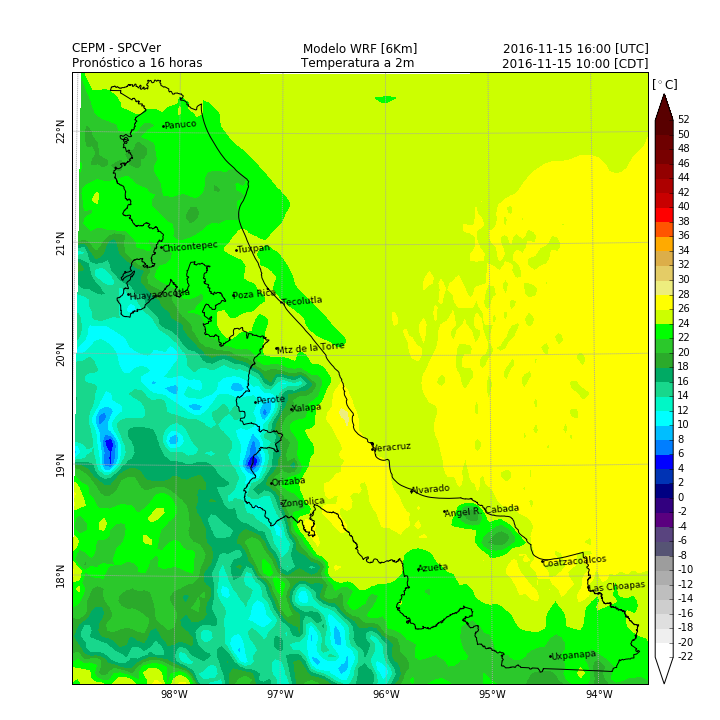 CEPM - SPCVer Modelo WRF [6Km] 2016-11-15 16:00 [UTC]
Pronóstico a 16 horas Temperatura a 2m 2016-11-15 10:00 [CDT]
[°C]
52
50
48
46
44
42
40
38
36
34
32
30
28
26
24
22
20
18
16
14
12
10
8
6
4
2
0
-2
-4
-6
-8
-10
-12
-14
-16
-18
-20
-22
22°N
21°N
20°N
19°N
18°N
Panuco
Chicontepec
Tuxpan
Huayacocotla
Poza Rica
Tecolutla
Mtz de la Torre
Perote
Xalapa
Veracruz
Orizaba
Alvarado
Zongolica
Angel R. Cabada
Azueta
Coatzacoalcos
Las Choapas
Uxpanapa
98°W 97°W 96°W 95°W 94°W